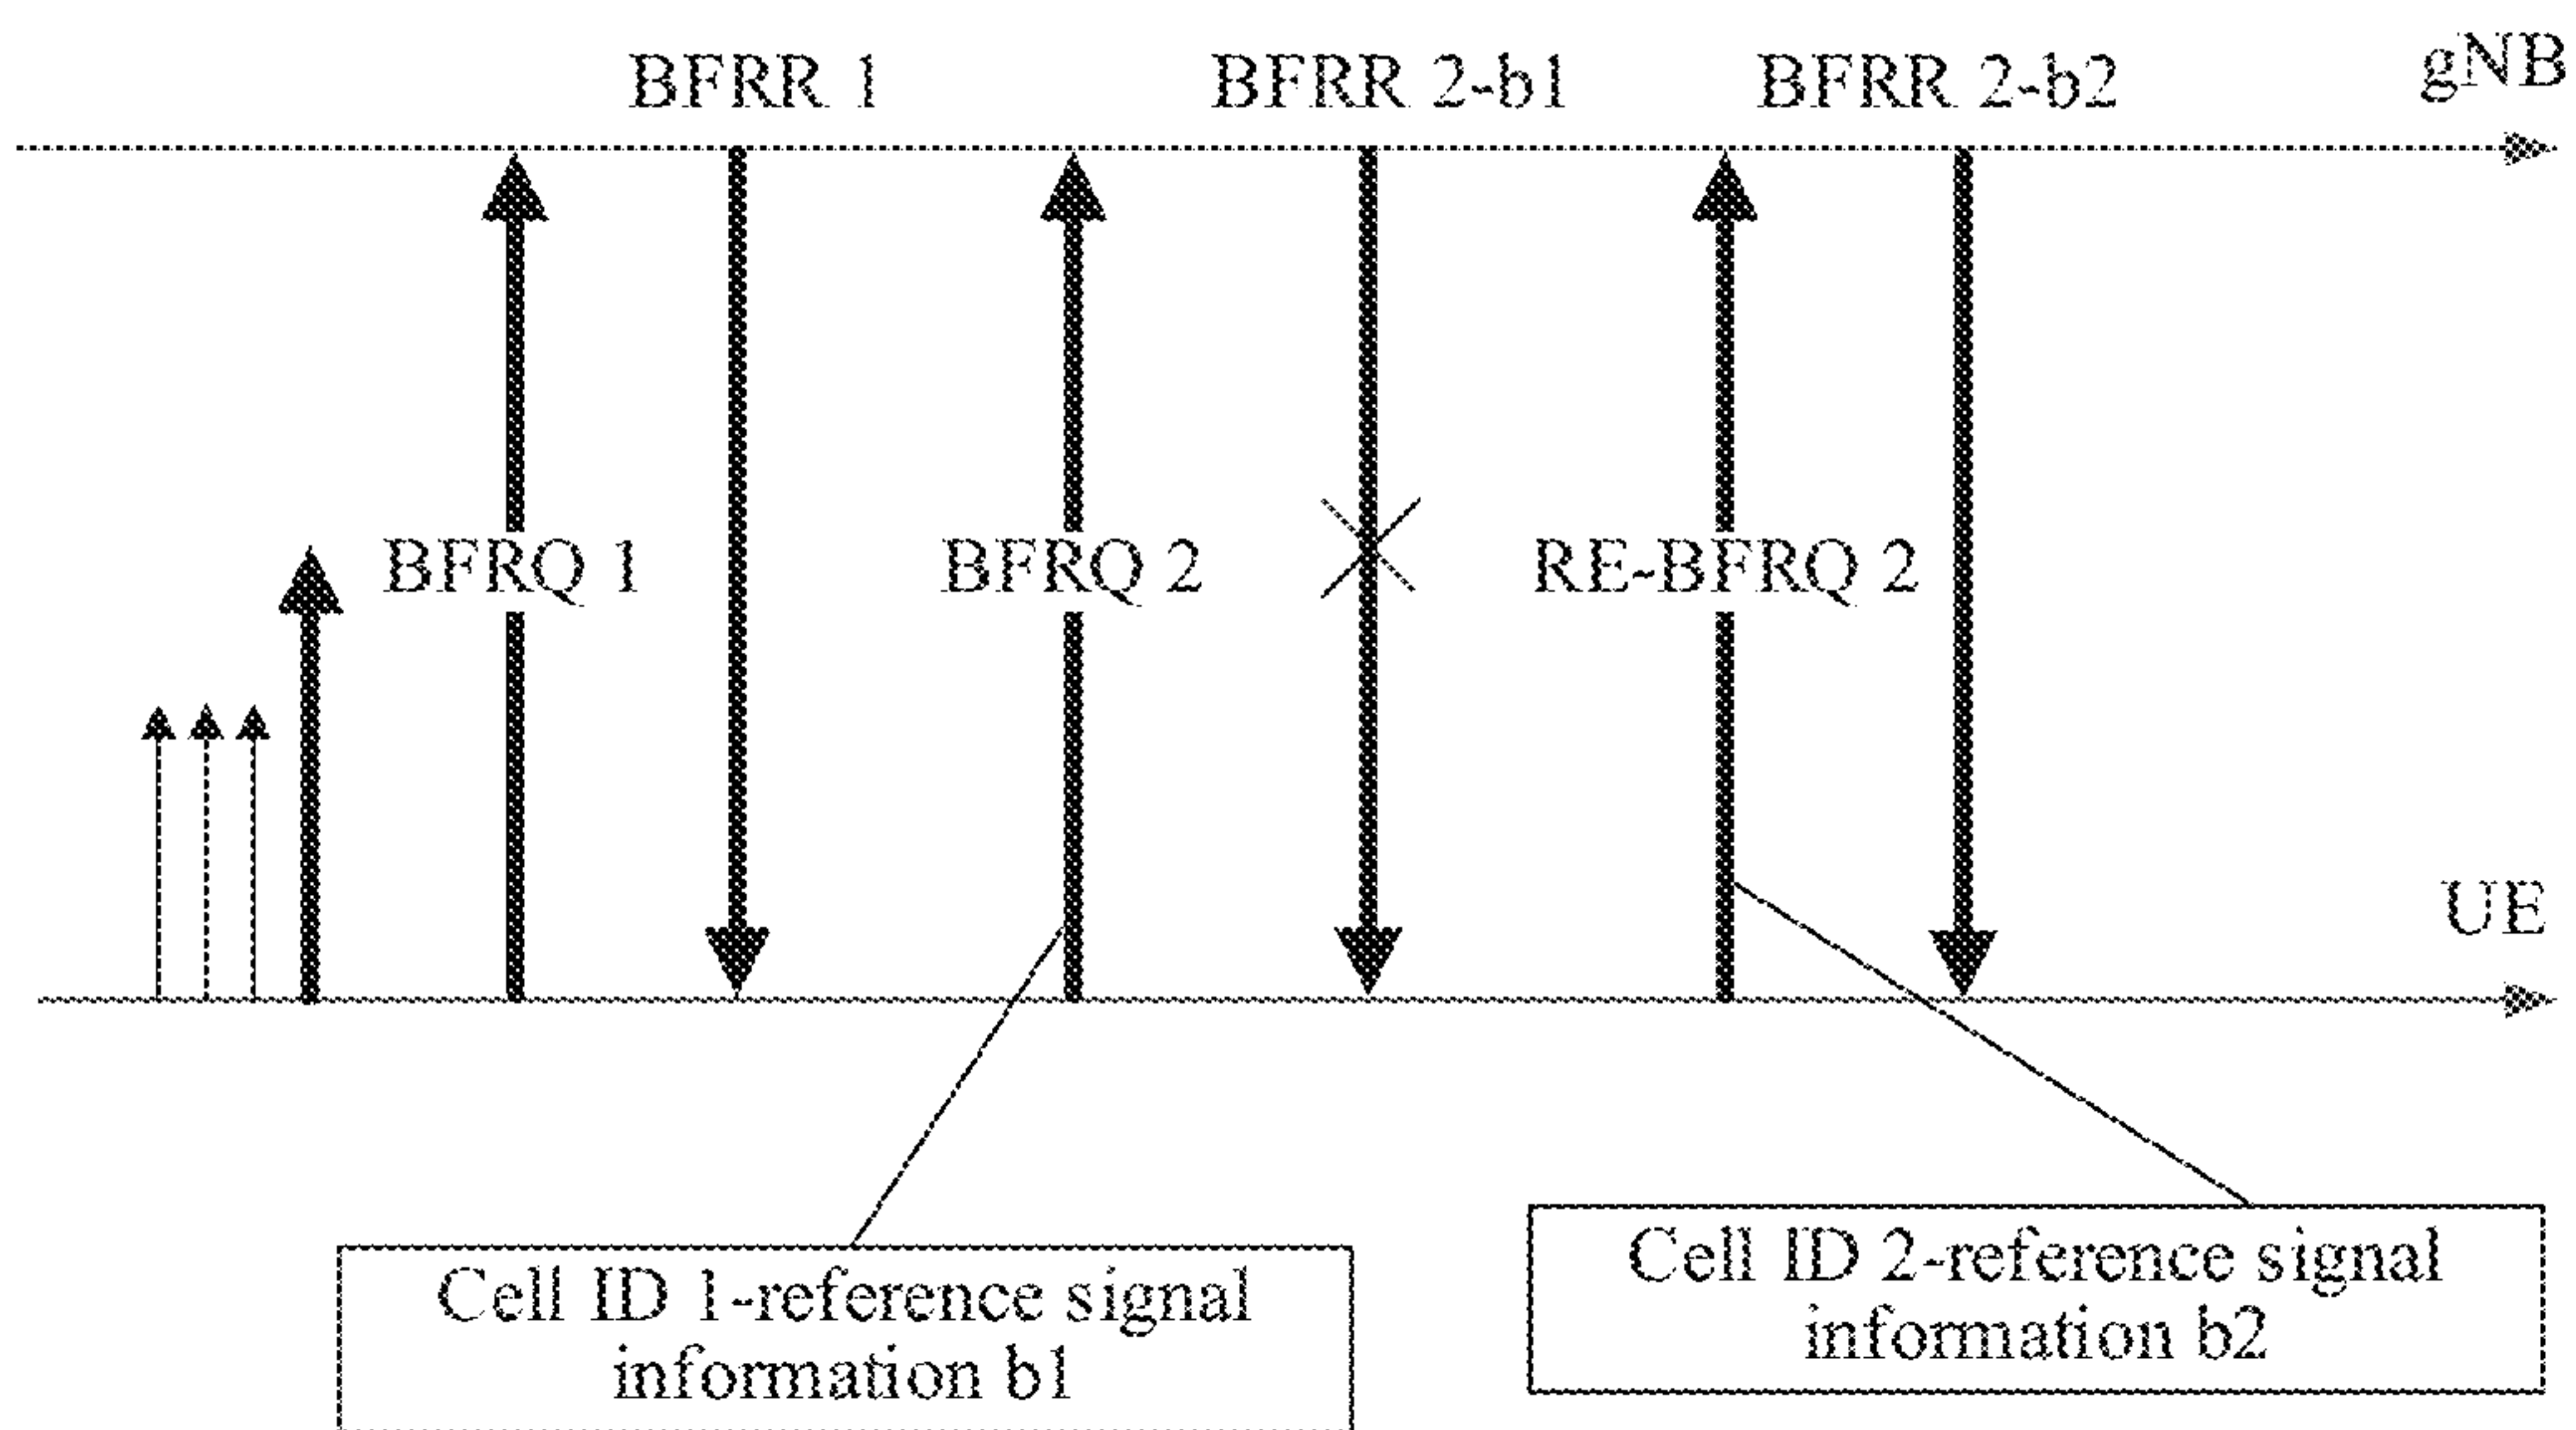 BFRR 1
BFRR 2-b1
BFRR 2-b2
gNB
BFRQ 1
BFRQ 2
RE-BFRQ 2
UE
Cell ID 1-reference signal
information b1
Cell ID 2-reference signal
information b2